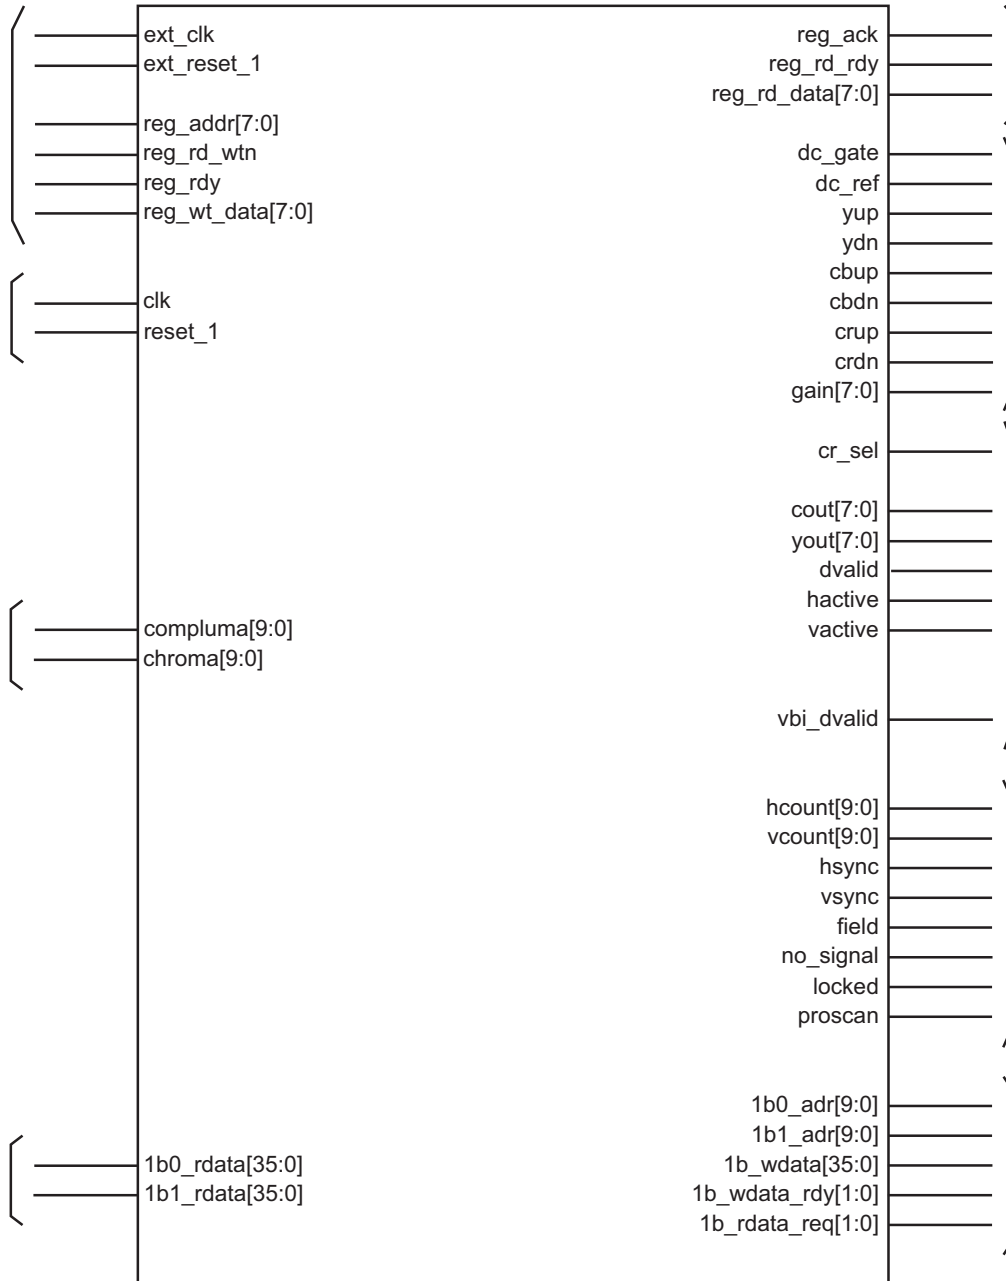 ext_clk
ext_reset_1
reg_addr[7:0]
reg_rd_wtn
reg_rdy
reg_wt_data[7:0]
clk
reset_1
compluma[9:0]
chroma[9:0]
1b0_rdata[35:0]
1b1_rdata[35:0]
reg_ack
reg_rd_rdy
reg_rd_data[7:0]
dc_gate
dc_ref
yup
ydn
cbup
cbdn
crup
crdn
gain[7:0]
cr_sel
cout[7:0]
yout[7:0]
dvalid
hactive
vactive
vbi_dvalid
hcount[9:0]
vcount[9:0]
hsync
vsync
field
no_signal
locked
proscan
1b0_adr[9:0]
1b1_adr[9:0]
1b_wdata[35:0]
1b_wdata_rdy[1:0]
1b_rdata_req[1:0]